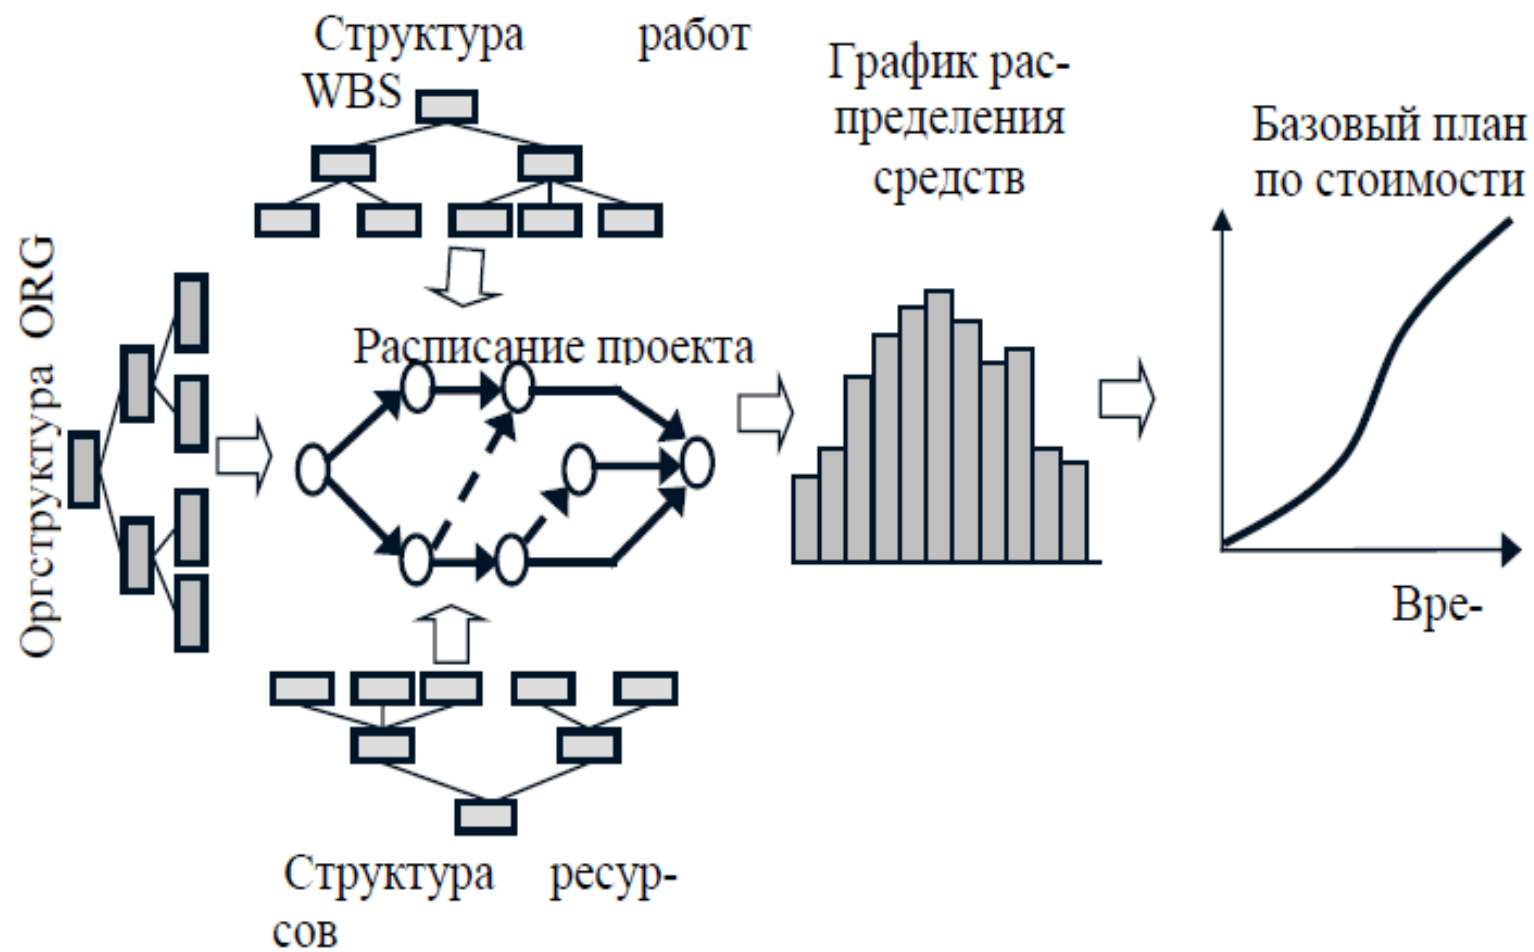 Структура работ
WBS
График рас-
пределения
средств
Базовый план
по стоимости
Оргструктура ORG
Расписание проекта
Вре-
Структура ресур-
сов